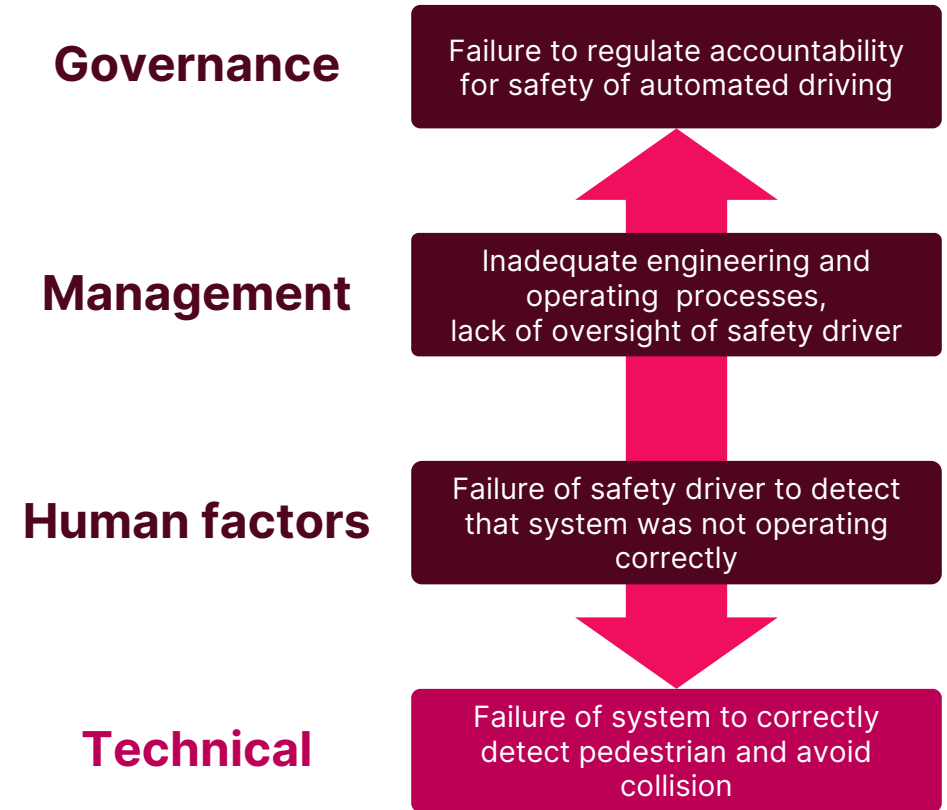 Governance
Failure to regulate accountability
for safety of automated driving
Management
Inadequate engineering and
operating processes,
lack of oversight of safety driver
Human factors
Failure of safety driver to detect
that system was not operating
correctly
Technical
Failure of system to correctly
detect pedestrian and avoid
collision